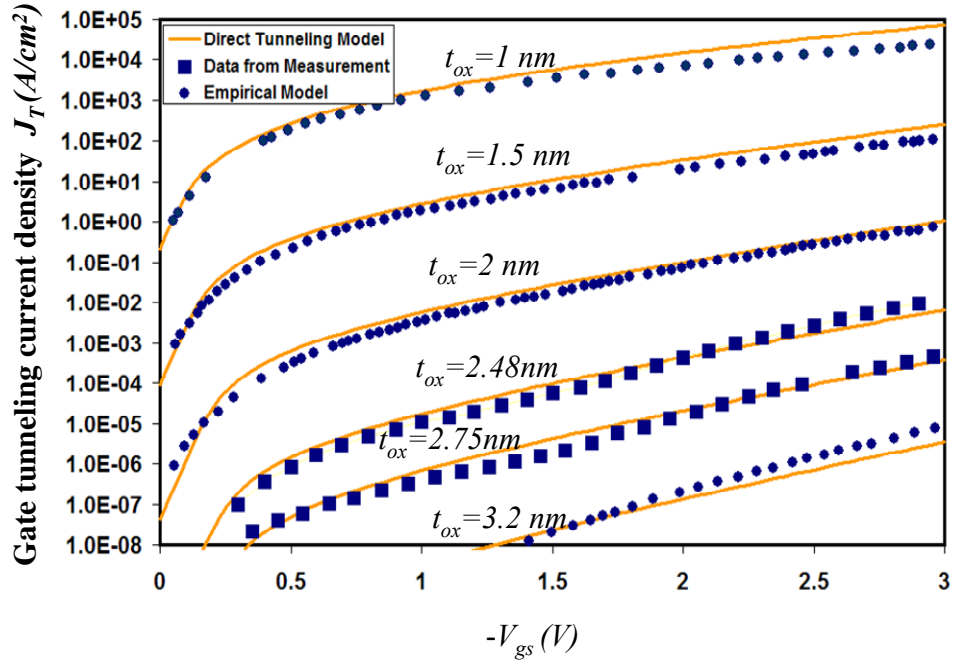 Gate tunneling current density J_T (A/cm²)
1.0E+05
1.0E+04
1.0E+03
1.0E+02
1.0E+01
1.0E+00
1.0E-01
1.0E-02
1.0E-03
1.0E-04
1.0E-05
1.0E-06
1.0E-07
1.0E-08
Direct Tunneling Model
Data from Measurement
Empirical Model
t_ox=1 nm
t_ox=1.5 nm
t_ox=2 nm
t_ox=2.48nm
t_ox=2.75nm
t_ox=3.2 nm
0 0.5 1 1.5 2 2.5 3
-V_gs (V)